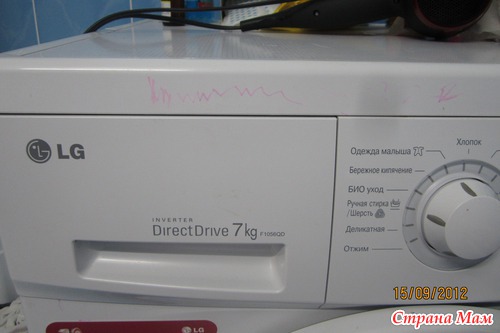 LG
INVERTER
DirectDrive 7kg F1056QD
Хлопок
Одежда малыша
Бережное кипячение
БИО уход
Ручная стирка
/Шерсть
Деликатная
Отжим
LG
15/09/2012
Страна Мам